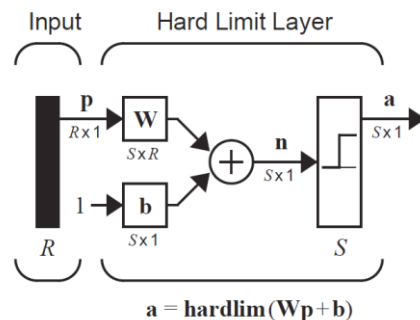 Input Hard Limit Layer
p W n a
R x 1 S x R S x 1 S x 1
1 b
S x 1
R S
a = hardlim(Wp + b)